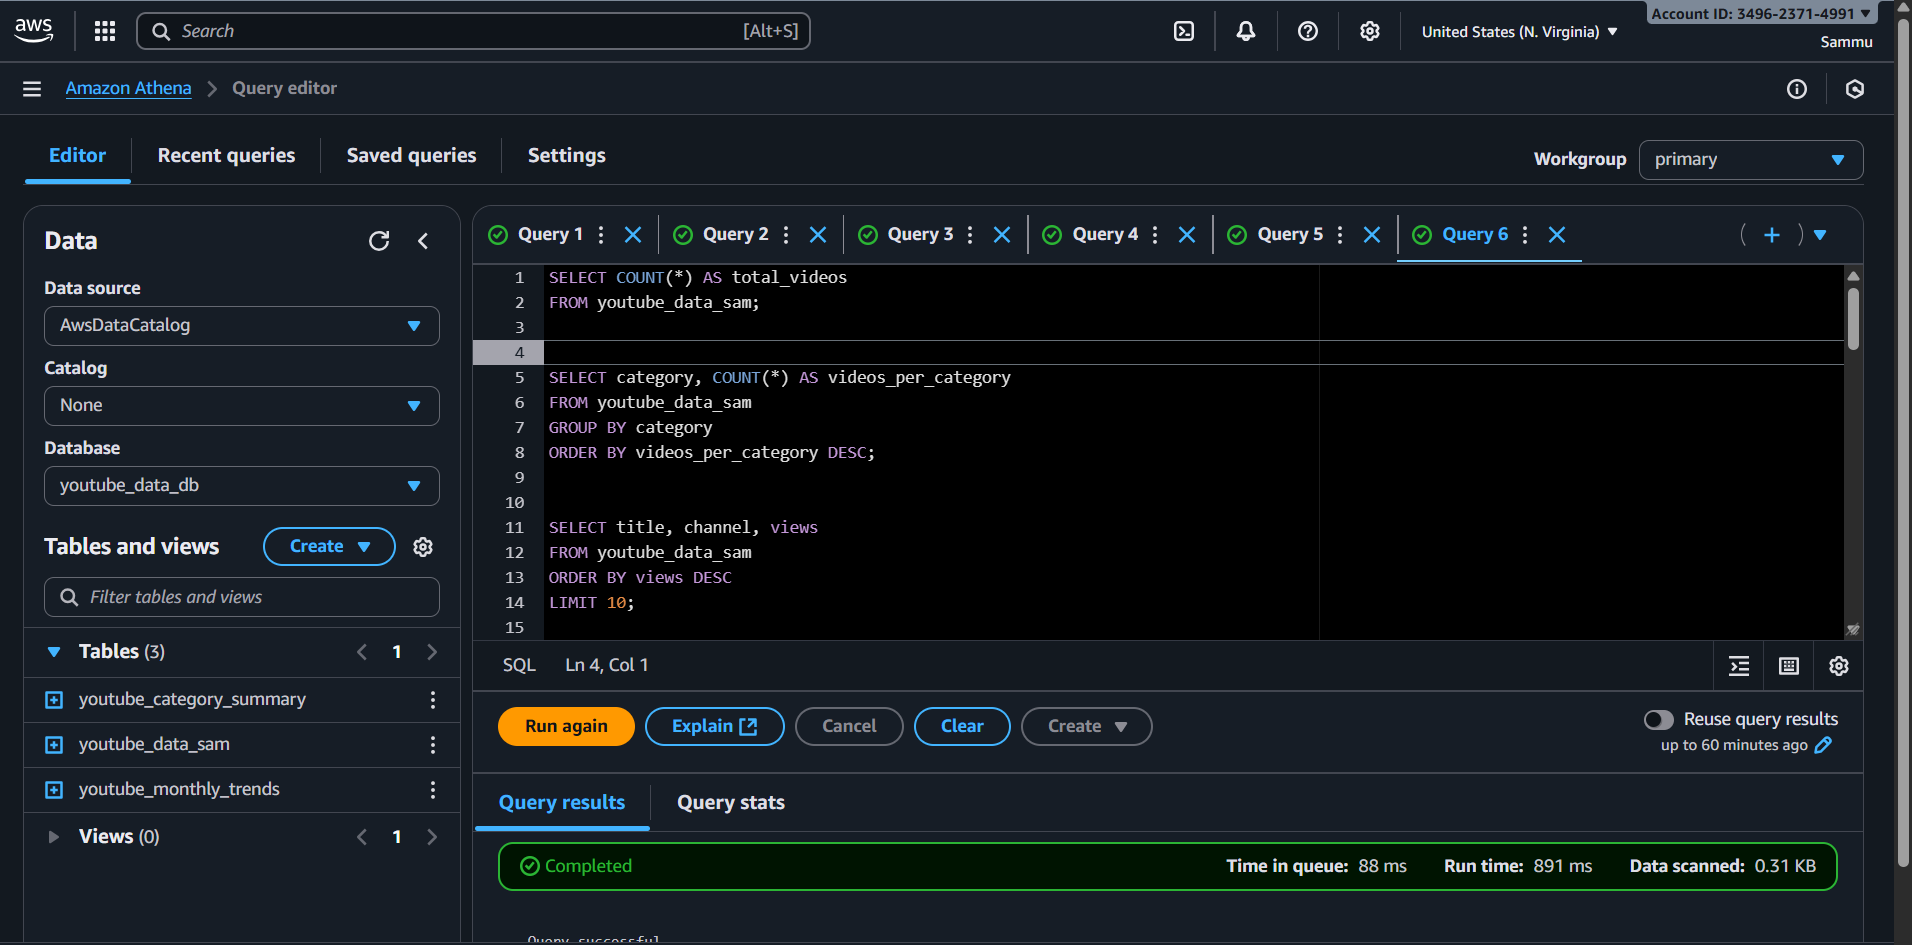 aws
Search
[Alt+S]
United States (N. Virginia)
Account ID: 3496-2371-4991
Sammu
Amazon Athena
Query editor
Editor
Recent queries
Saved queries
Settings
Workgroup
primary
Data
Data source
AwsDataCatalog
Catalog
None
Database
youtube_data_db
Tables and views
Create
Filter tables and views
Tables (3)
1
youtube_category_summary
youtube_data_sam
youtube_monthly_trends
Views (0)
1
Query 1
Query 2
Query 3
Query 4
Query 5
Query 6
( + )
1 SELECT COUNT(*) AS total_videos
2 FROM youtube_data_sam;
3
4
5 SELECT category, COUNT(*) AS videos_per_category
6 FROM youtube_data_sam
7 GROUP BY category
8 ORDER BY videos_per_category DESC;
9
10
11 SELECT title, channel, views
12 FROM youtube_data_sam
13 ORDER BY views DESC
14 LIMIT 10;
15
SQL
Ln 4, Col 1
Run again
Explain
Cancel
Clear
Create
Reuse query results
up to 60 minutes ago
Query results
Query stats
Completed
Time in queue: 88 ms
Run time: 891 ms
Data scanned: 0.31 KB
Query successful